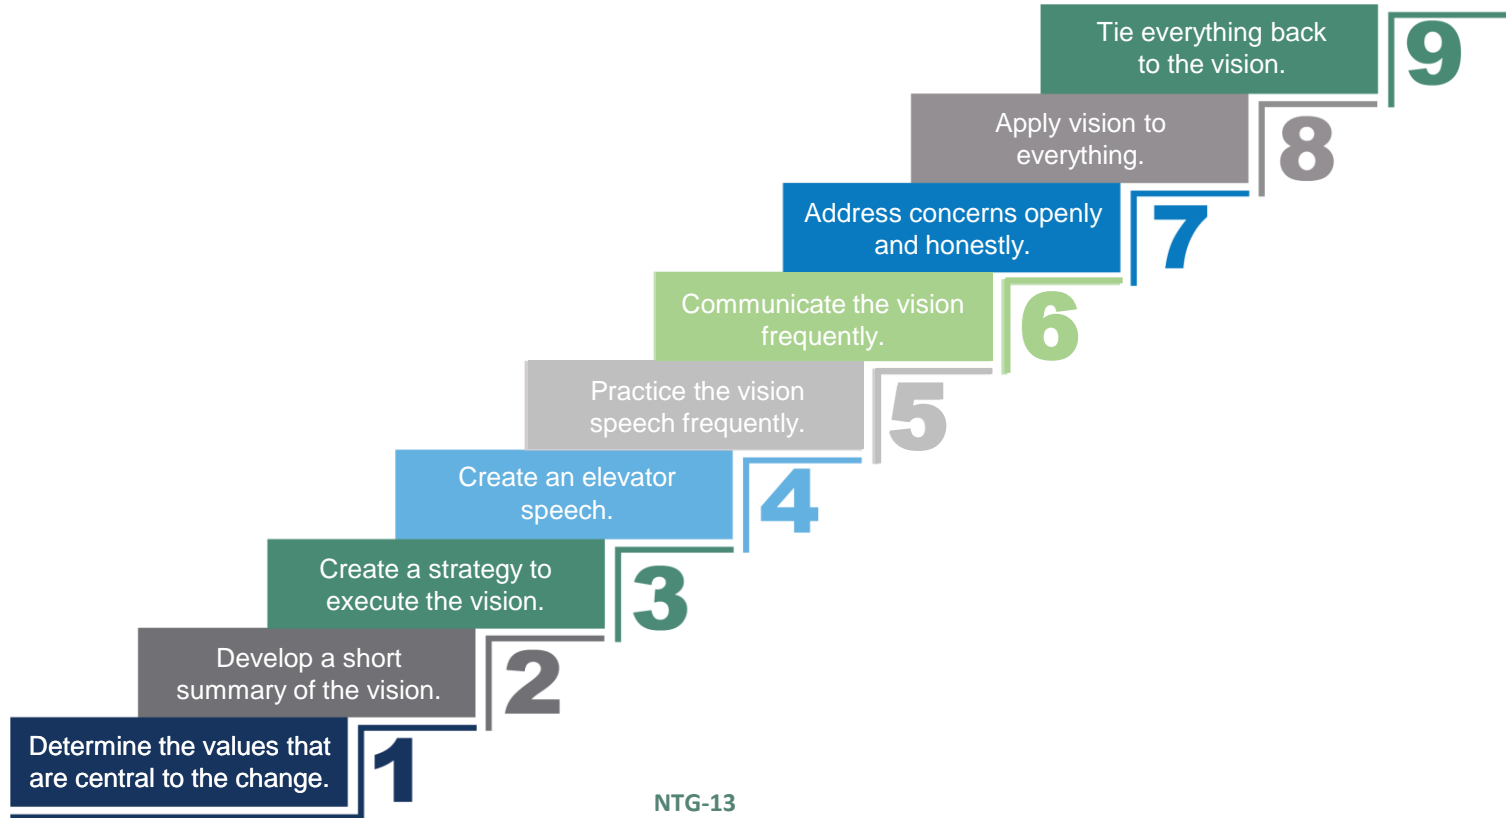 Tie everything back
to the vision.
9
Apply vision to
everything.
8
Address concerns openly
and honestly.
7
Communicate the vision
frequently.
6
Practice the vision
speech frequently.
5
Create an elevator
speech.
4
Create a strategy to
execute the vision.
3
Develop a short
summary of the vision.
2
Determine the values that
are central to the change.
1
NTG-13